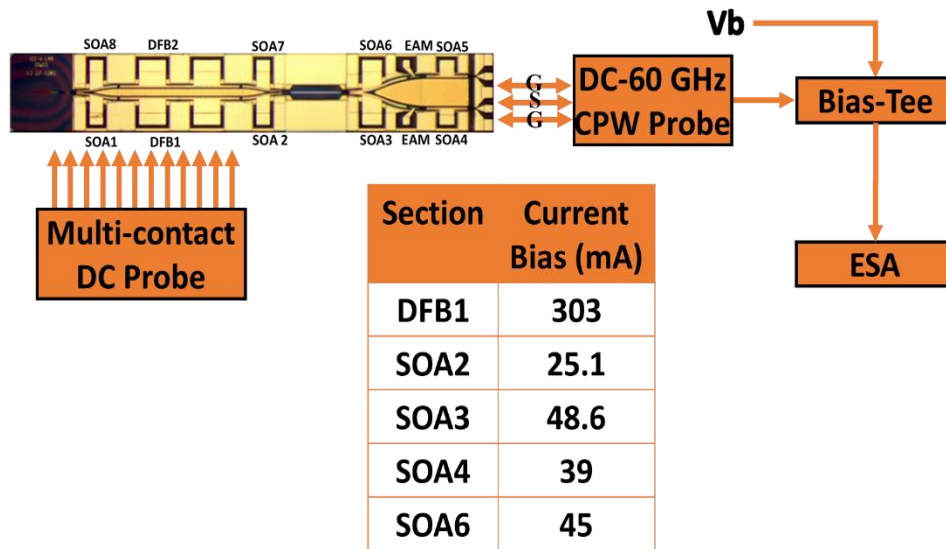 SOA8 DFB2 SOA7 SOA6 EAM SOA5
SOA1 DFB1 SOA 2 SOA3 EAM SOA4
G
S
G
DC-60 GHz
CPW Probe
Vb
Bias-Tee
ESA
Multi-contact
DC Probe
Section Current
Bias (mA)
DFB1 303
SOA2 25.1
SOA3 48.6
SOA4 39
SOA6 45